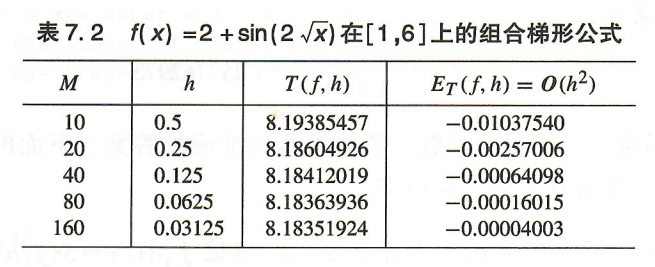 表7.2 f(x)=2+sin(2√x)在[1,6]上的组合梯形公式
M h T(f,h) E_T(f,h)=O(h²)
10 0.5 8.19385457 −0.01037540
20 0.25 8.18604926 −0.00257006
40 0.125 8.18412019 −0.00064098
80 0.0625 8.18363936 −0.00016015
160 0.03125 8.18351924 −0.00004003